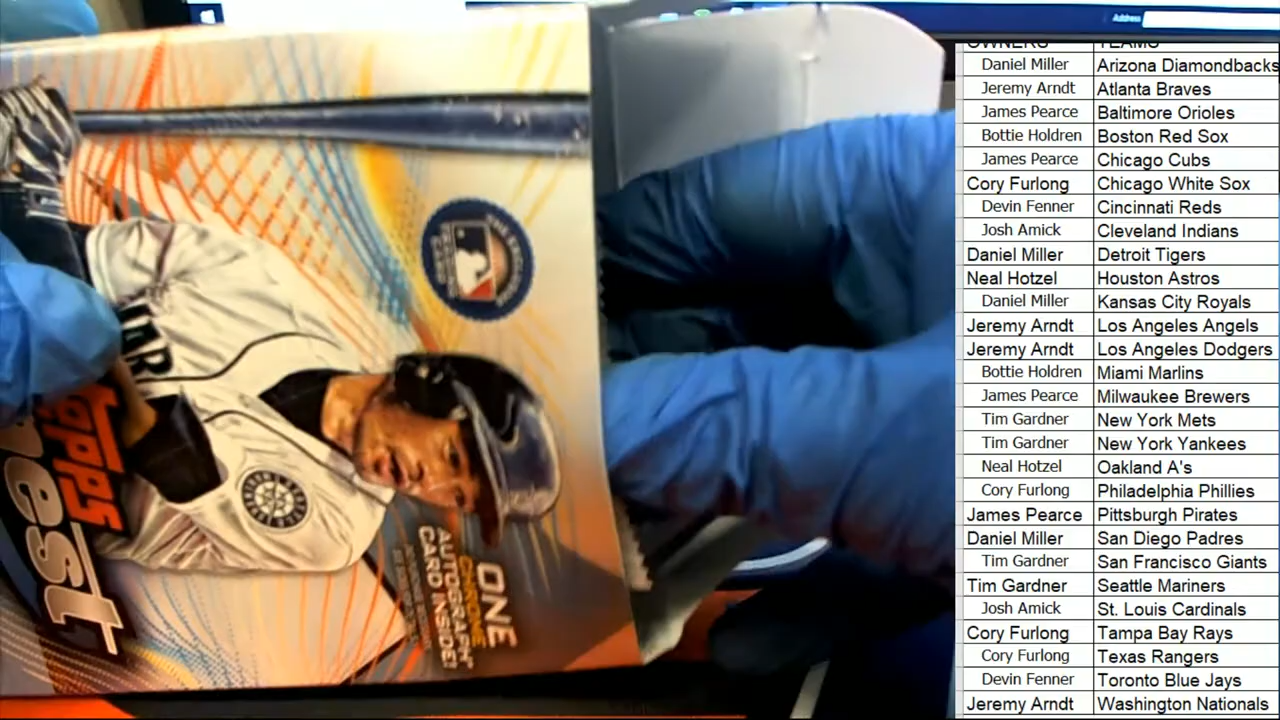 Address
OWNERS TEAMS
Daniel Miller Arizona Diamondbacks
Jeremy Arndt Atlanta Braves
James Pearce Baltimore Orioles
Bottie Holdren Boston Red Sox
James Pearce Chicago Cubs
Cory Furlong Chicago White Sox
Devin Fenner Cincinnati Reds
Josh Amick Cleveland Indians
Daniel Miller Detroit Tigers
Neal Hotzel Houston Astros
Daniel Miller Kansas City Royals
Jeremy Arndt Los Angeles Angels
Jeremy Arndt Los Angeles Dodgers
Bottie Holdren Miami Marlins
James Pearce Milwaukee Brewers
Tim Gardner New York Mets
Tim Gardner New York Yankees
Neal Hotzel Oakland A's
Cory Furlong Philadelphia Phillies
James Pearce Pittsburgh Pirates
Daniel Miller San Diego Padres
Tim Gardner San Francisco Giants
Tim Gardner Seattle Mariners
Josh Amick St. Louis Cardinals
Cory Furlong Tampa Bay Rays
Cory Furlong Texas Rangers
Devin Fenner Toronto Blue Jays
Jeremy Arndt Washington Nationals
Topps
ONE
CHROME
AUTOGRAPH
CARD INSIDE!